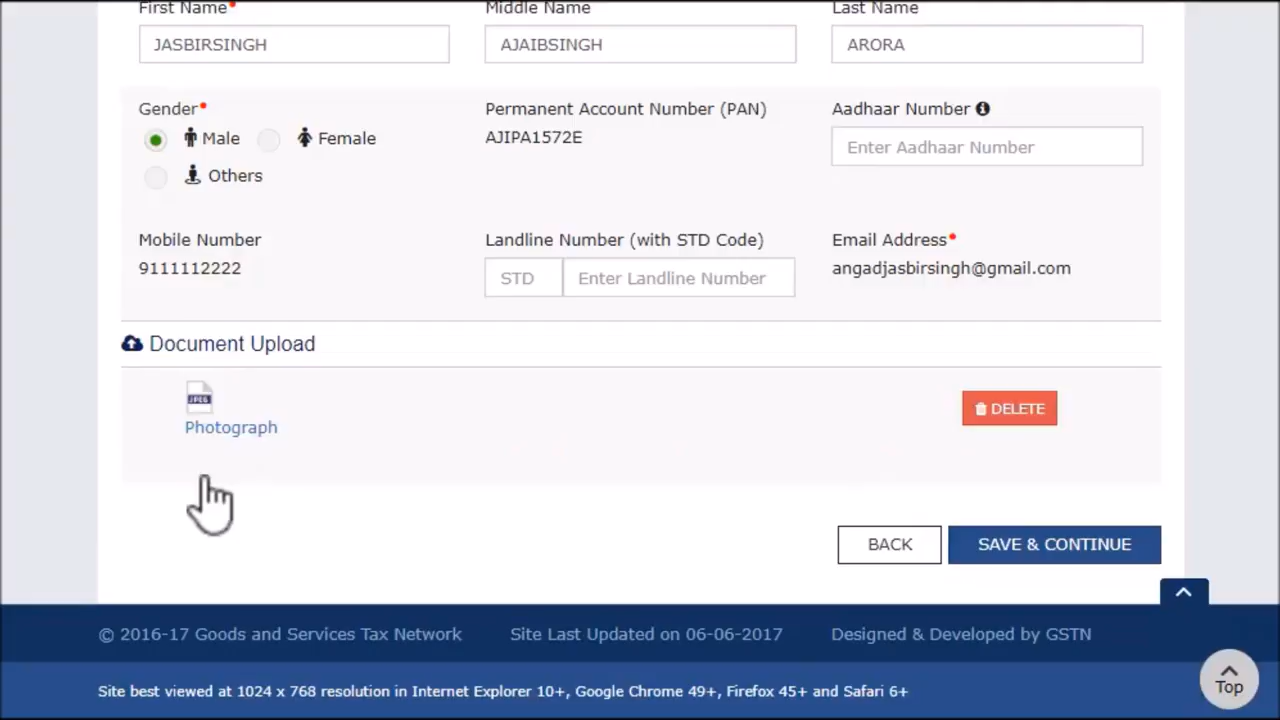 First Name* Middle Name Last Name
JASBIRSINGH AJAIBSINGH ARORA
Gender* Permanent Account Number (PAN) Aadhaar Number
Male Female AJIPA1572E Enter Aadhaar Number
Others
Mobile Number Landline Number (with STD Code) Email Address*
9111112222 STD Enter Landline Number angadjasbirsingh@gmail.com
Document Upload
JPEG
Photograph DELETE
BACK SAVE & CONTINUE
© 2016-17 Goods and Services Tax Network Site Last Updated on 06-06-2017 Designed & Developed by GSTN
Site best viewed at 1024 x 768 resolution in Internet Explorer 10+, Google Chrome 49+, Firefox 45+ and Safari 6+
Top